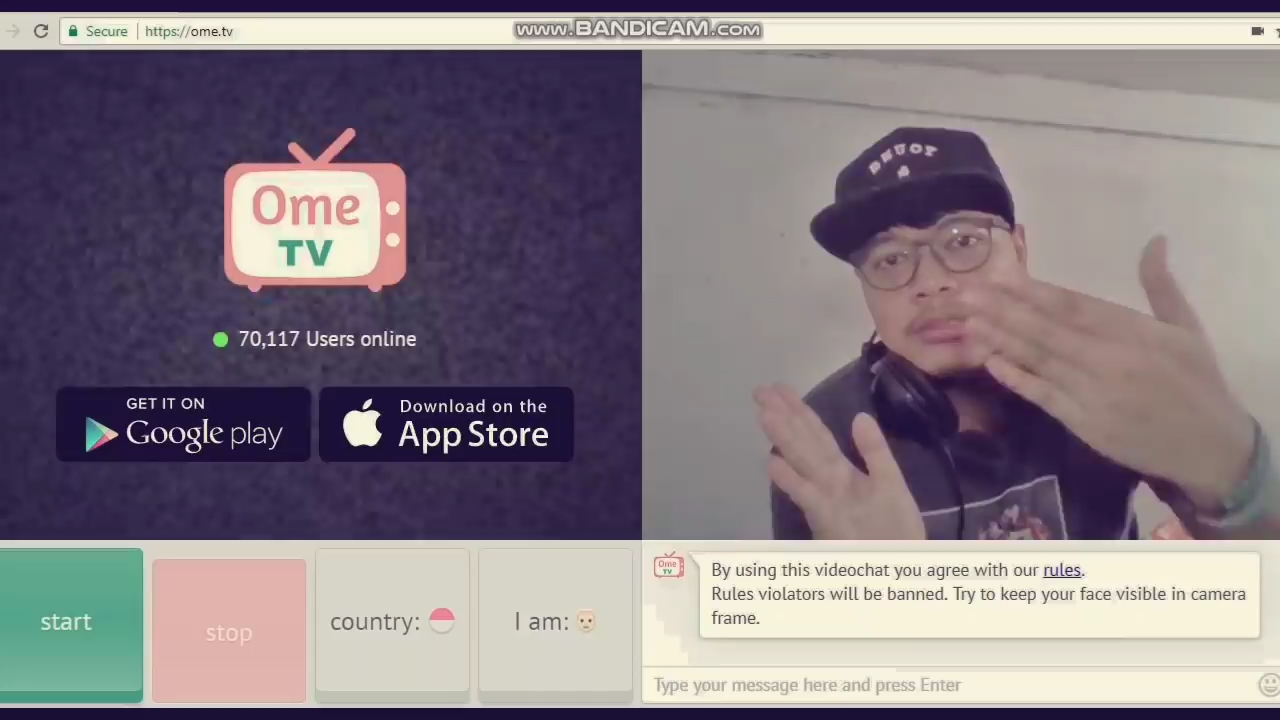 Secure
https://ome.tv
www.BANDICAM.com
Ome
TV
70,117 Users online
GET IT ON
Google play
Download on the
App Store
start
stop
country:
I am:
Ome
TV
By using this videochat you agree with our rules.
Rules violators will be banned. Try to keep your face visible in camera
frame.
Type your message here and press Enter